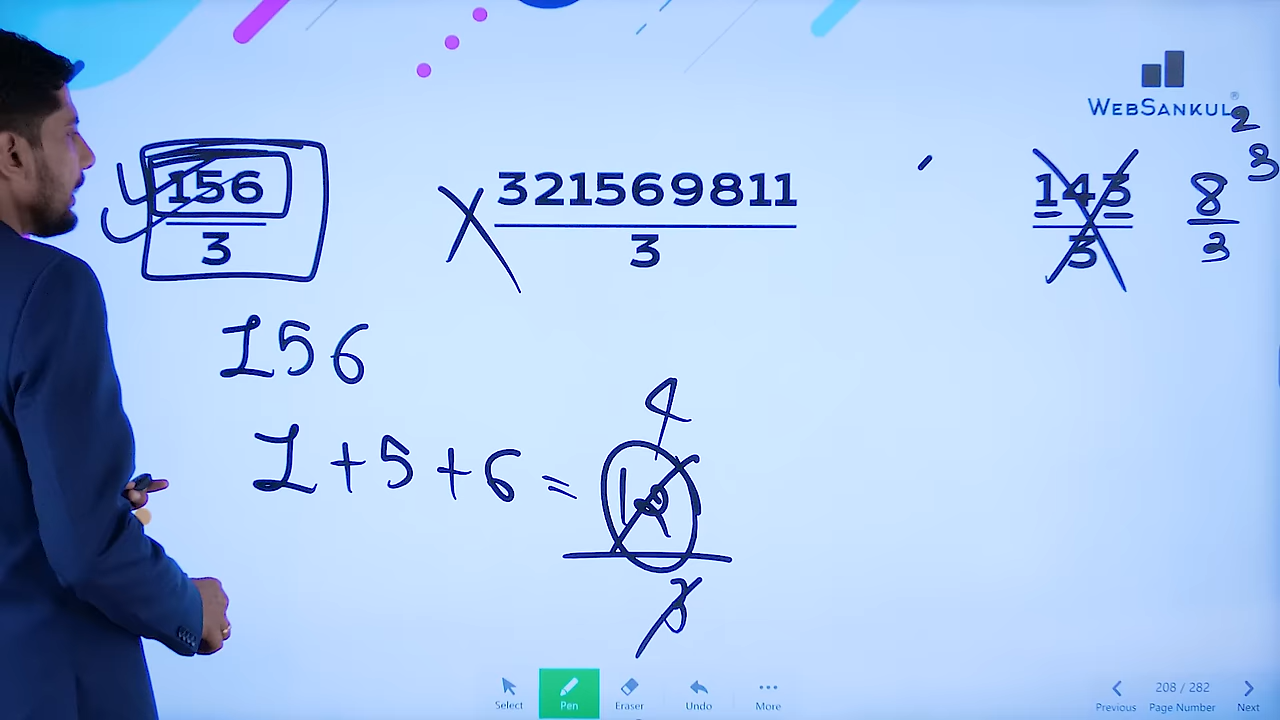 WEBSANKUL
156
3
321569811
3
143
3
8
3
2
3
156
1+5+6=
12
3
4
Select
Pen
Eraser
Undo
More
Previous
208 / 282
Page Number
Next